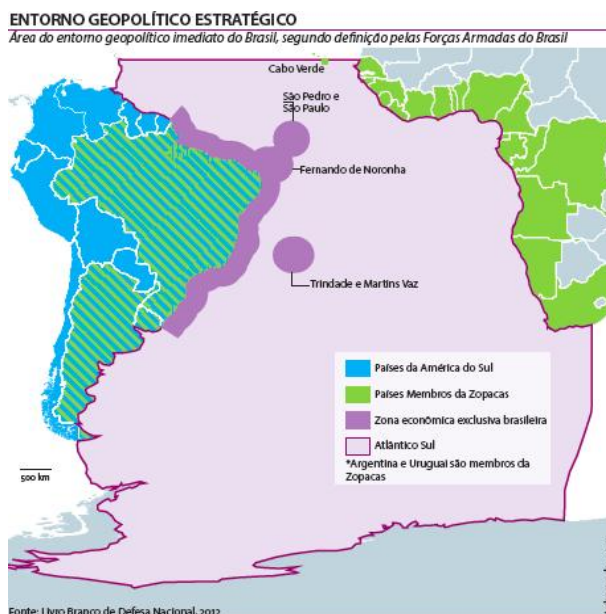 ENTORNO GEOPOLÍTICO ESTRATÉGICO
Área do entorno geopolítico imediato do Brasil, segundo definição pelas Forças Armadas do Brasil
Cabo Verde
São Pedro e
São Paulo
Fernando de Noronha
Trindade e Martins Vaz
Países da América do Sul
Países Membros da Zopacas
Zona econômica exclusiva brasileira
Atlântico Sul
*Argentina e Uruguai são membros da
Zopacas
500 km
Fonte: Livro Branco de Defesa Nacional, 2012